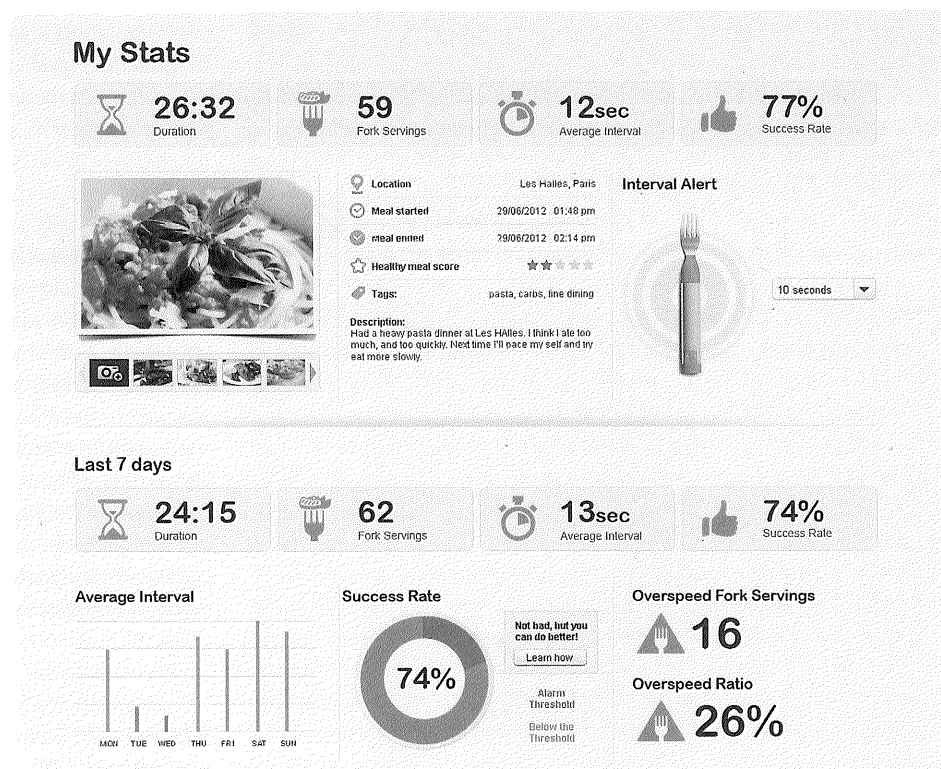 My Stats
26:32
Duration
59
Fork Servings
12sec
Average Interval
77%
Success Rate
Location Les Halles, Paris
Meal started 29/06/2012 01:48 pm
meal ended 29/06/2012 02:14 pm
Healthy meal score
Tags: pasta, carbs, fine dining
Description:
Had a heavy pasta dinner at Les HAlles. I think I ate too
much, and too quickly. Next time I'll pace my self and try
eat more slowly.
Interval Alert
10 seconds
Last 7 days
24:15
Duration
62
Fork Servings
13sec
Average Interval
74%
Success Rate
Average Interval
MON TUE WED THU FRI SAT SUN
Success Rate
74%
Not bad, but you
can do better!
Learn how
Alarm
Threshold
Below the
Threshold
Overspeed Fork Servings
16
Overspeed Ratio
26%